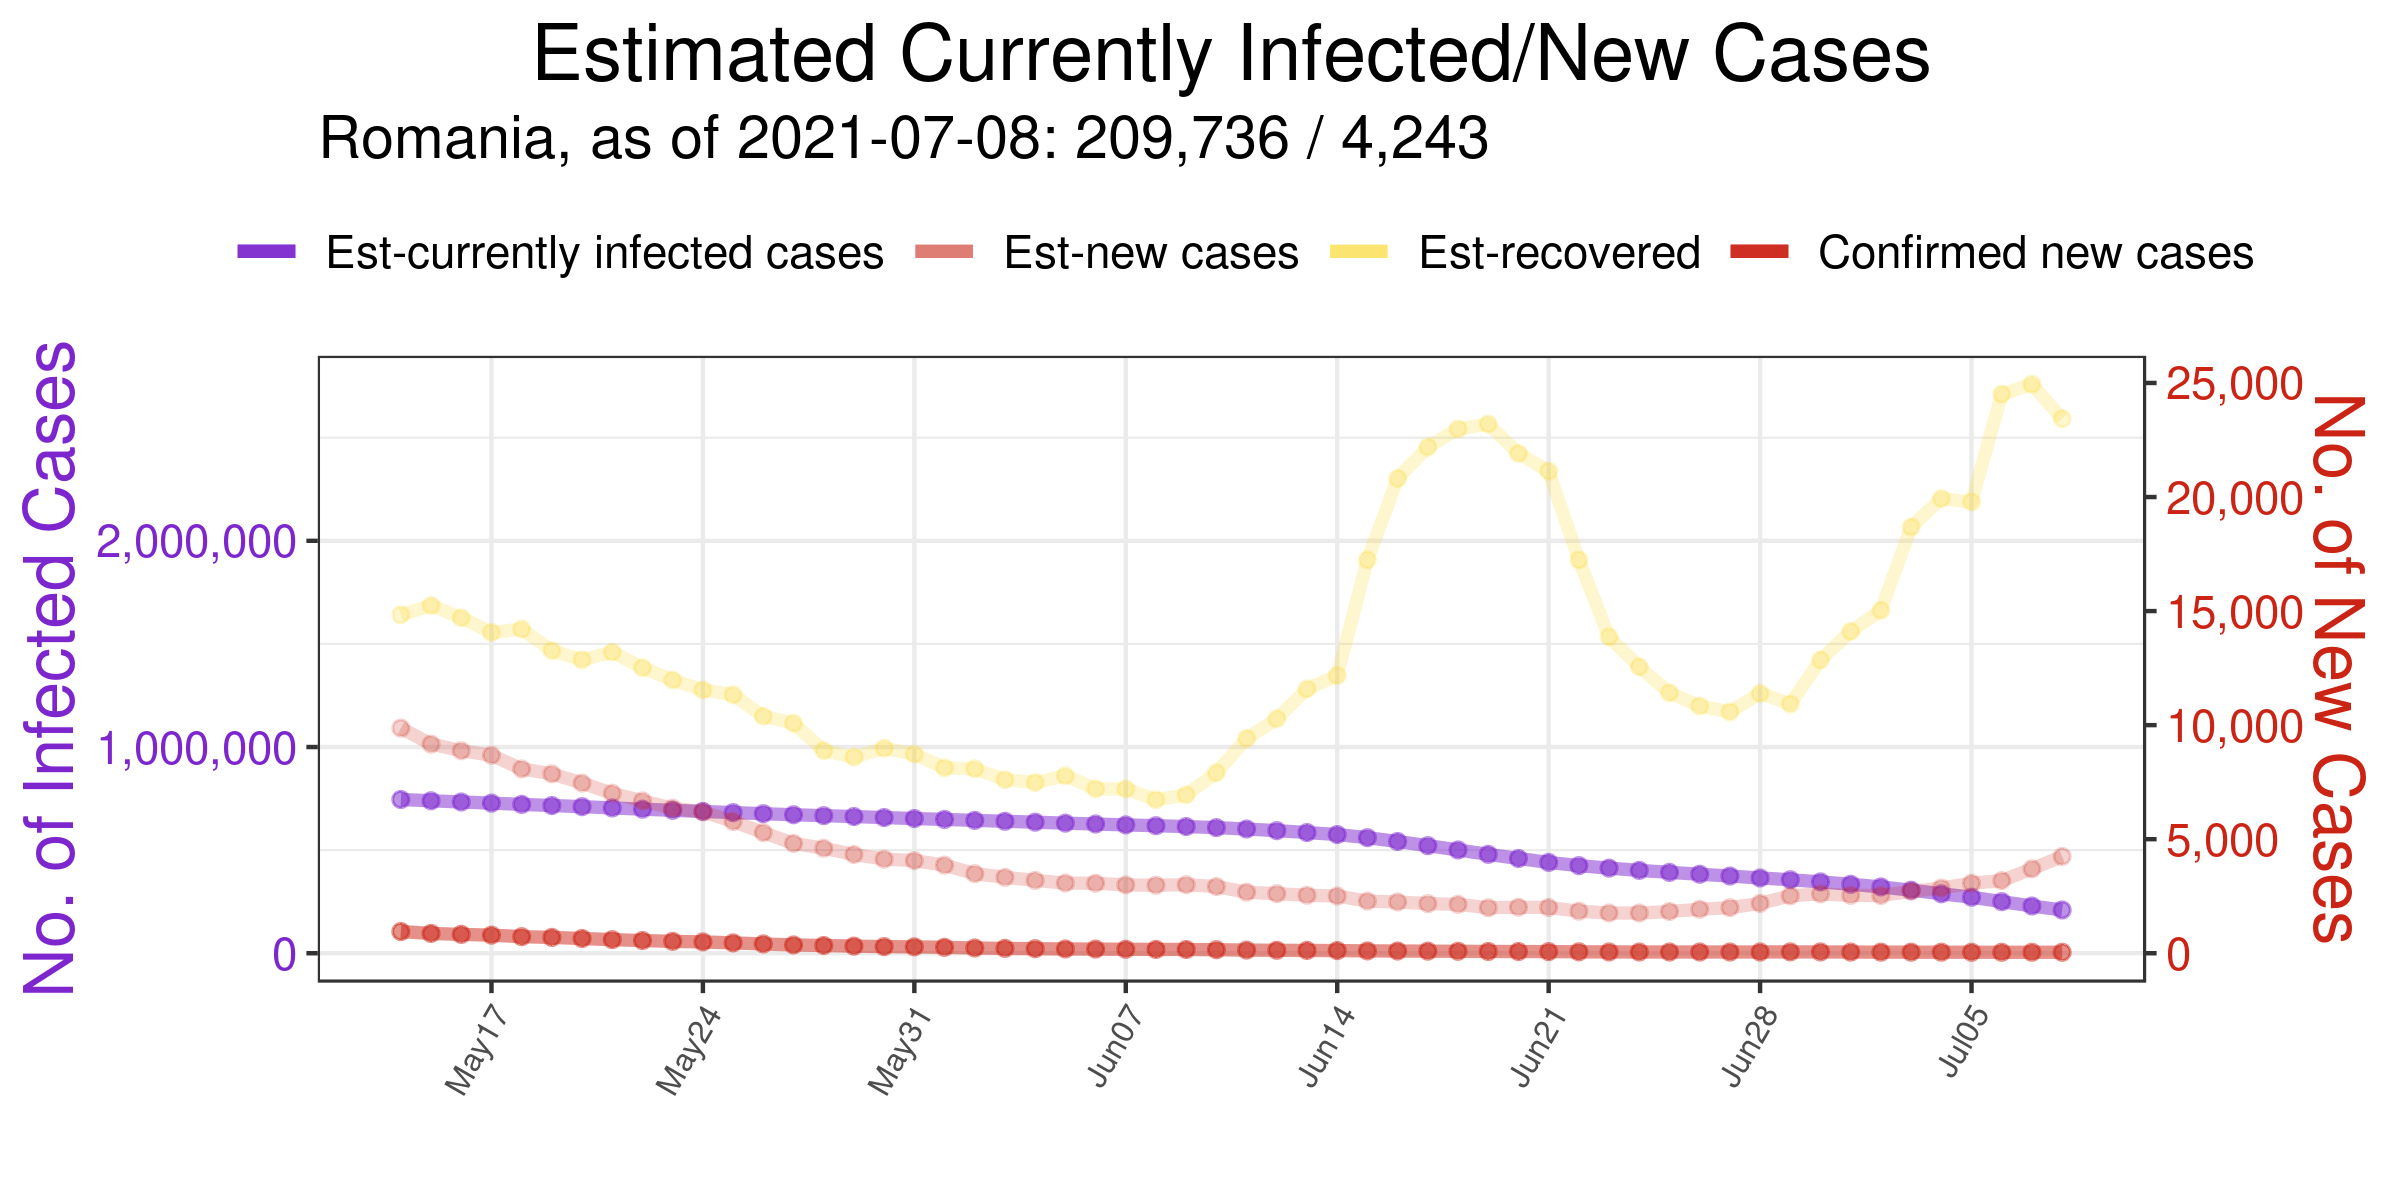 Estimated Currently Infected/New Cases
Romania, as of 2021-07-08: 209,736 / 4,243
Est-currently infected cases Est-new cases Est-recovered Confirmed new cases
No. of Infected Cases
2,000,000
1,000,000
0
25,000
20,000
15,000
10,000
5,000
0
No. of New Cases
May17 May24 May31 Jun07 Jun14 Jun21 Jun28 Jul05